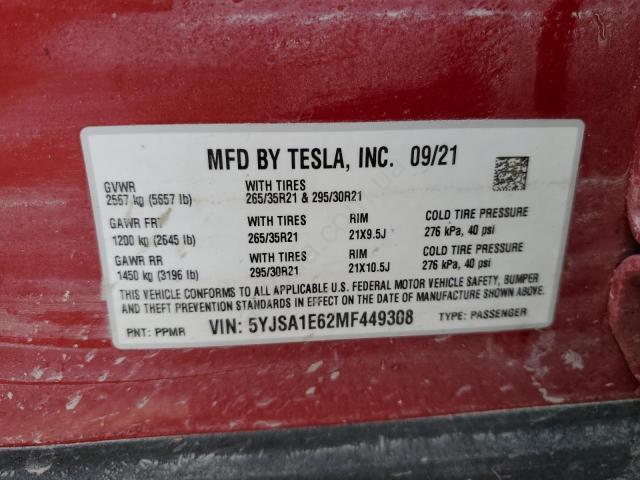 MFD BY TESLA, INC. 09/21
GVWR
2567 kg (5657 lb)
WITH TIRES
265/35R21 & 295/30R21
GAWR FRT
1200 kg (2645 lb)
WITH TIRES
265/35R21
RIM
21X9.5J
COLD TIRE PRESSURE
276 kPa, 40 psi
GAWR RR
1450 kg (3196 lb)
WITH TIRES
295/30R21
RIM
21X10.5J
COLD TIRE PRESSURE
276 kPa, 40 psi
THIS VEHICLE CONFORMS TO ALL APPLICABLE U.S. FEDERAL MOTOR VEHICLE SAFETY, BUMPER
AND THEFT PREVENTION STANDARDS IN EFFECT ON THE DATE OF MANUFACTURE SHOWN ABOVE.
PNT: PPMR
VIN: 5YJSA1E62MF449308
TYPE: PASSENGER